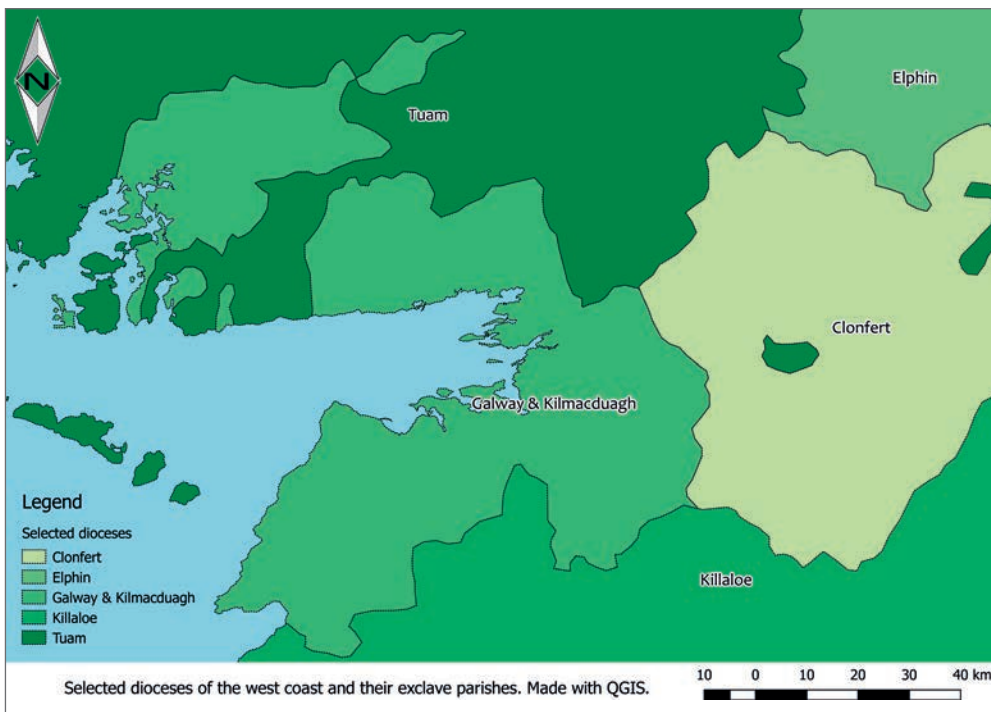 N
Elphin
Tuam
Clonfert
Galway & Kilmacduagh
Killaloe
Legend
Selected dioceses
Clonfert
Elphin
Galway & Kilmacduagh
Killaloe
Tuam
Selected dioceses of the west coast and their exclave parishes. Made with QGIS.
10 0 10 20 30 40 km